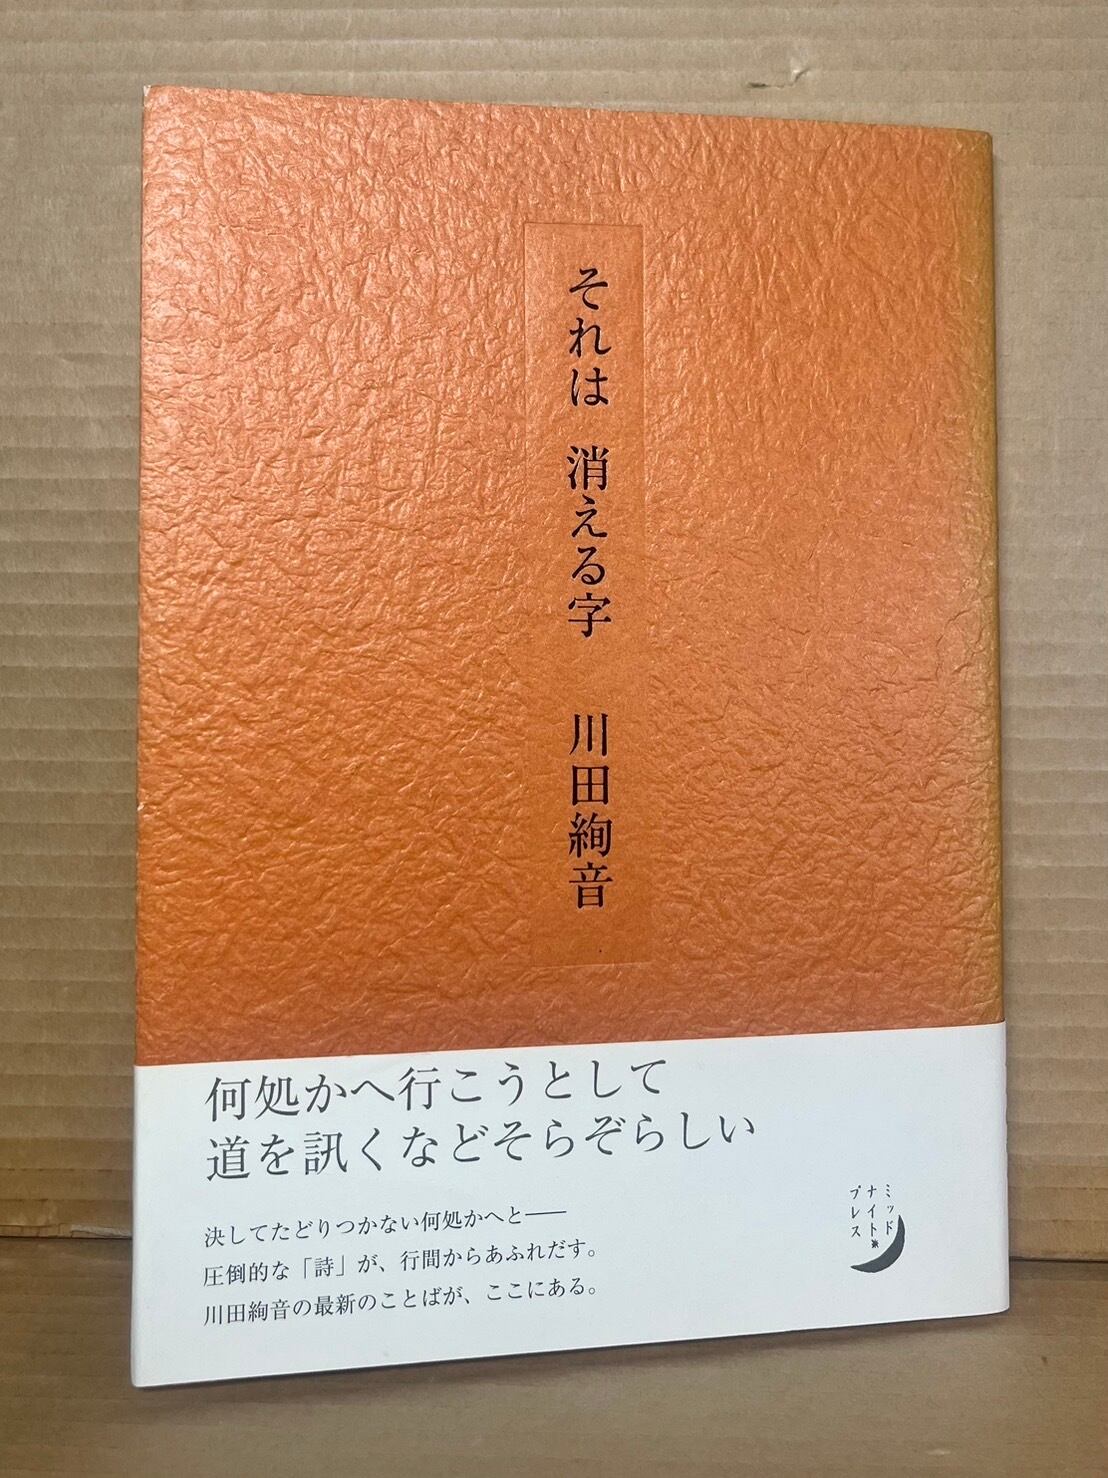 それは 消える字 川田絢音
何処かへ行こうとして
道を訊くなどそらぞらしい
決してたどりつかない何処かへと——
圧倒的な「詩」が、行間からあふれだす。
川田絢音の最新のことばが、ここにある。
ミッド
ナイト
プレス